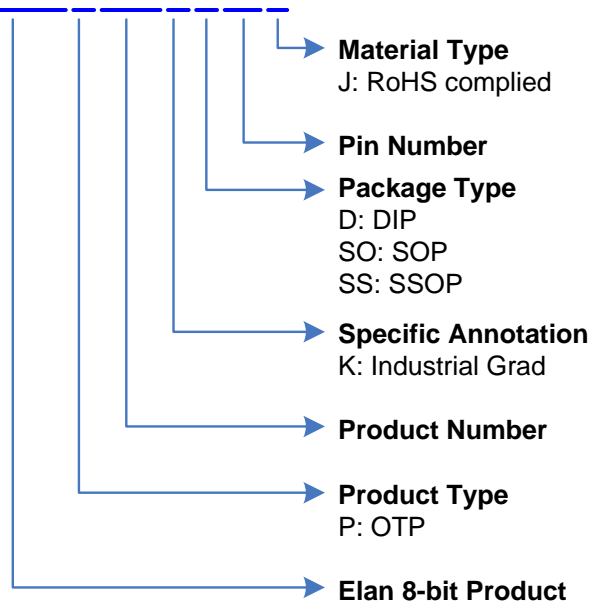 Material Type
J: RoHS complied
Pin Number
Package Type
D: DIP
SO: SOP
SS: SSOP
Specific Annotation
K: Industrial Grad
Product Number
Product Type
P: OTP
Elan 8-bit Product